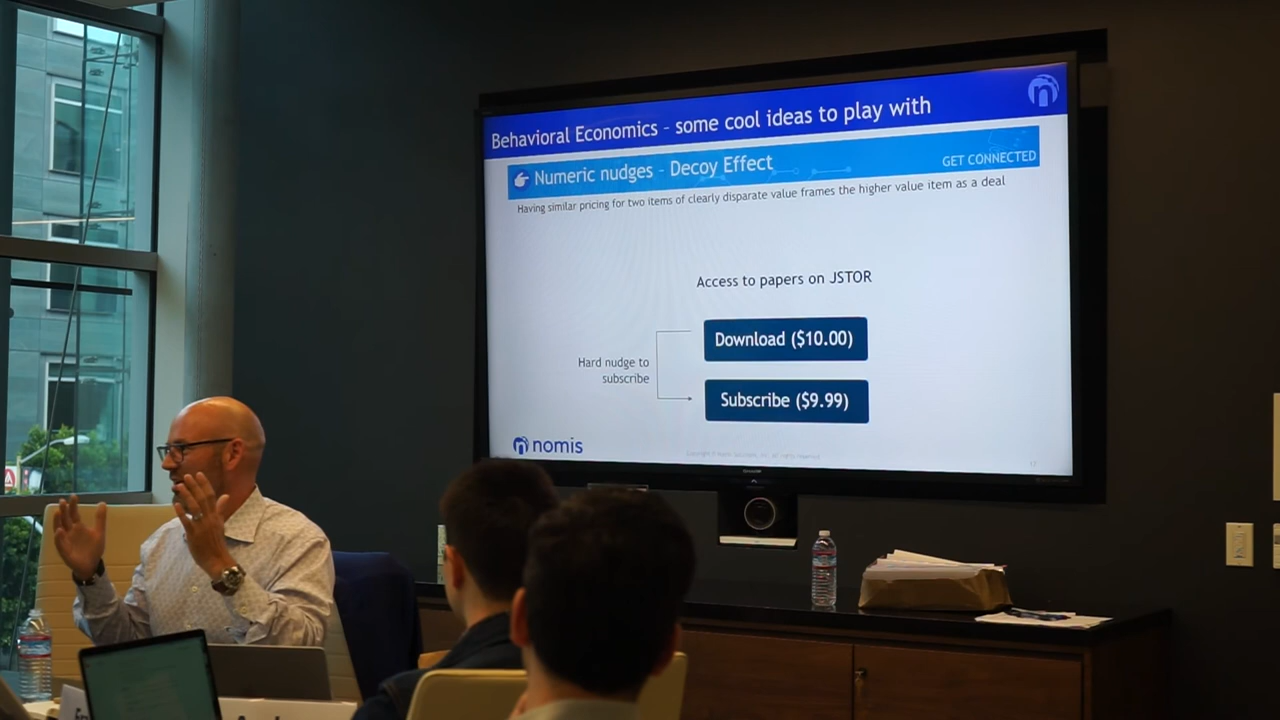 Behavioral Economics – some cool ideas to play with
Numeric nudges – Decoy Effect
GET CONNECTED
Having similar pricing for two items of clearly disparate value frames the higher value item as a deal
Access to papers on JSTOR
Download ($10.00)
Hard nudge to
subscribe
Subscribe ($9.99)
nomis